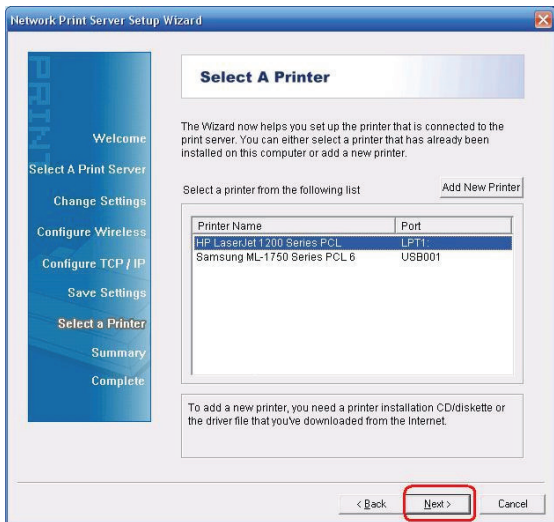 Network Print Server Setup Wizard
PRINT
Welcome
Select A Print Server
Change Settings
Configure Wireless
Configure TCP / IP
Save Settings
Select a Printer
Summary
Complete
Select A Printer
The Wizard now helps you set up the printer that is connected to the
print server. You can either select a printer that has already been
installed on this computer or add a new printer.
Select a printer from the following list
Add New Printer
Printer Name Port
HP LaserJet 1200 Series PCL LPT1:
Samsung ML-1750 Series PCL 6 USB001
To add a new printer, you need a printer installation CD/diskette or
the driver file that you've downloaded from the Internet.
< Back Next > Cancel